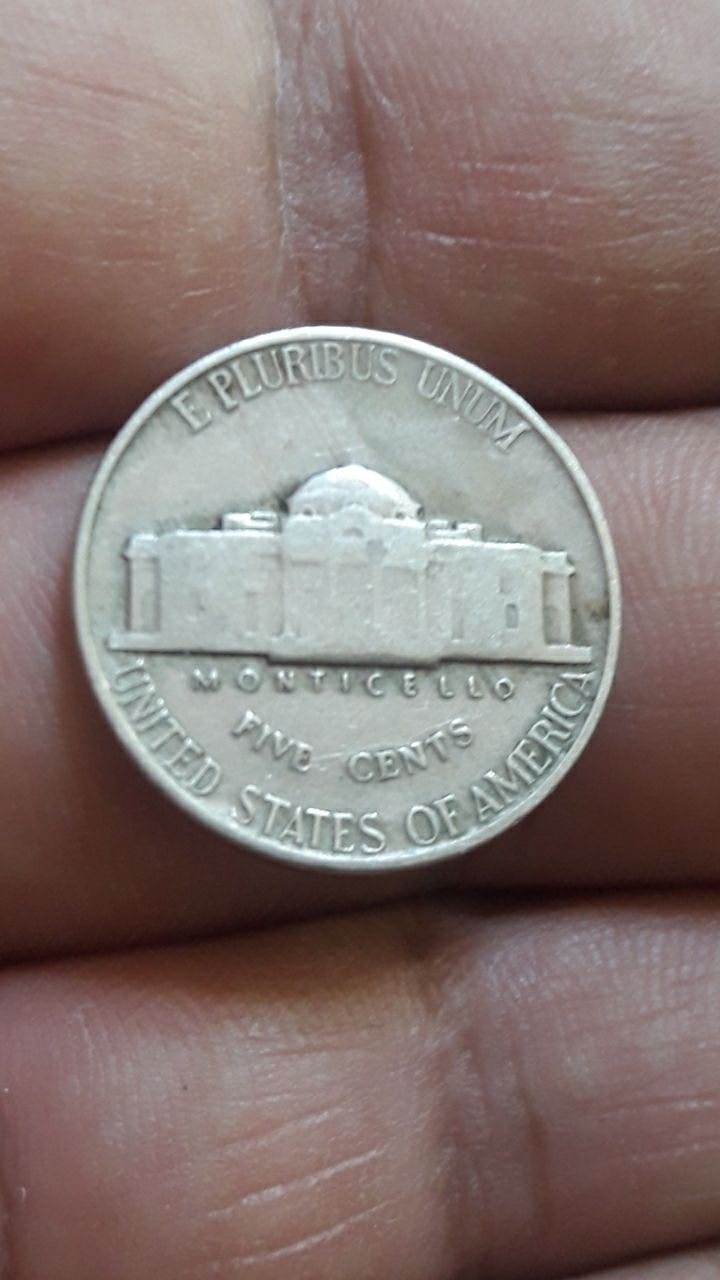 E PLURIBUS UNUM
MONTICELLO
FIVE CENTS
UNITED STATES OF AMERICA